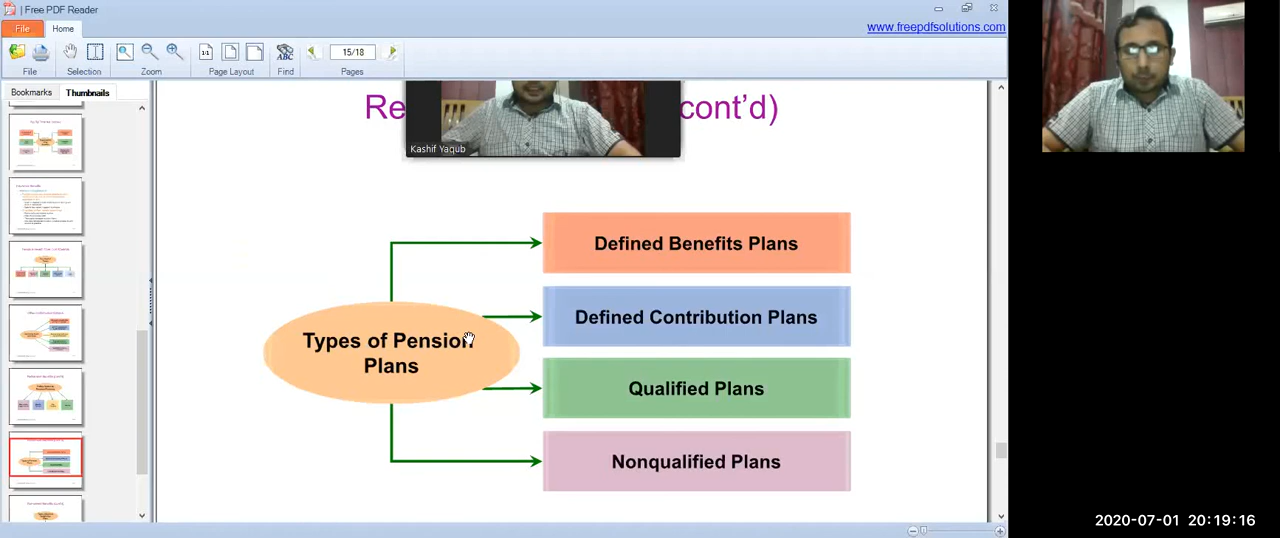 | Free PDF Reader
File
Home
www.freepdfsolutions.com
15/18
File
Selection
Zoom
Page Layout
Find
Pages
Bookmarks
Thumbnails
Re
cont'd)
Kashif Yaqub
Types of Pension
Plans
Defined Benefits Plans
Defined Contribution Plans
Qualified Plans
Nonqualified Plans
2020-07-01 20:19:16